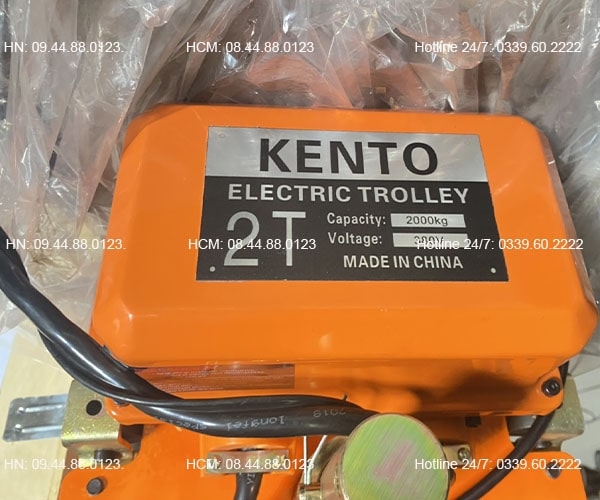 HN: 09.44.88.0123. HCM: 08.44.88.0123 Hotline 24/7: 0339.60.2222
KENTO
ELECTRIC TROLLEY
2T
Capacity: 2000kg
Voltage:
HN: 09.44.88.0123. HCM: 08.44.88.0123 Hotline 24/7: 0339.60.2222
MADE IN CHINA
2018 longfei
HN: 09.44.88.0123. HCM: 08.44.88.0123 Hotline 24/7: 0339.60.2222